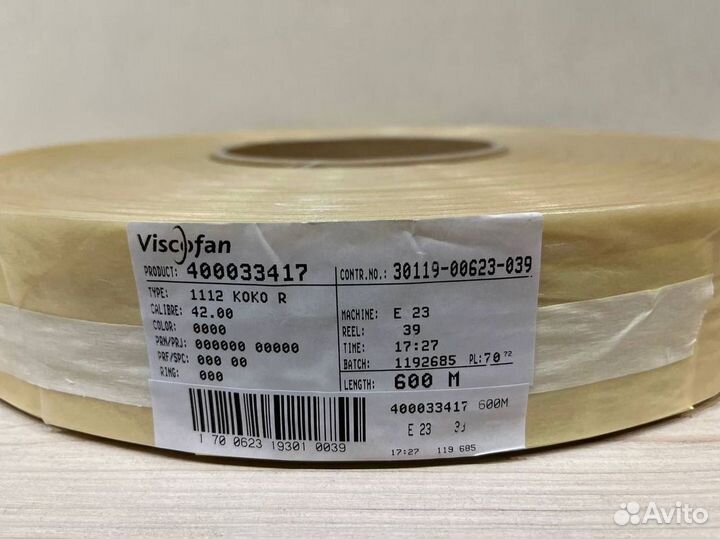 Viscofan
PRODUCT: 400033417
CONTR.NO.: 30119-00623-039
TYPE: 1112 KOKO R
CALIBRE: 42.00
COLOR: 0000
PRN/PRJ: 000000 00000
PRF/SPC: 000 00
RING: 000
MACHINE: E 23
REEL: 39
TIME: 17:27
BATCH: 1192685 PL:70 72
LENGTH: 600 M
1 70 0623 19301 0039
400033417 600M
E 23 39
17:27 119 685
Avito